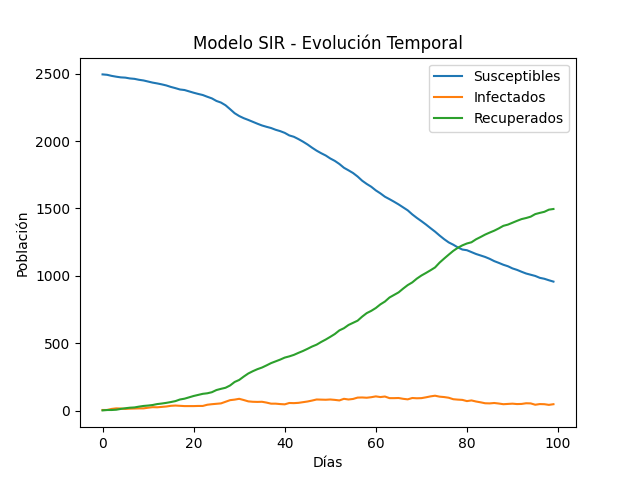 Modelo SIR - Evolución Temporal
Susceptibles
Infectados
Recuperados
Población
2500
2000
1500
1000
500
0
0 20 40 60 80 100
Días